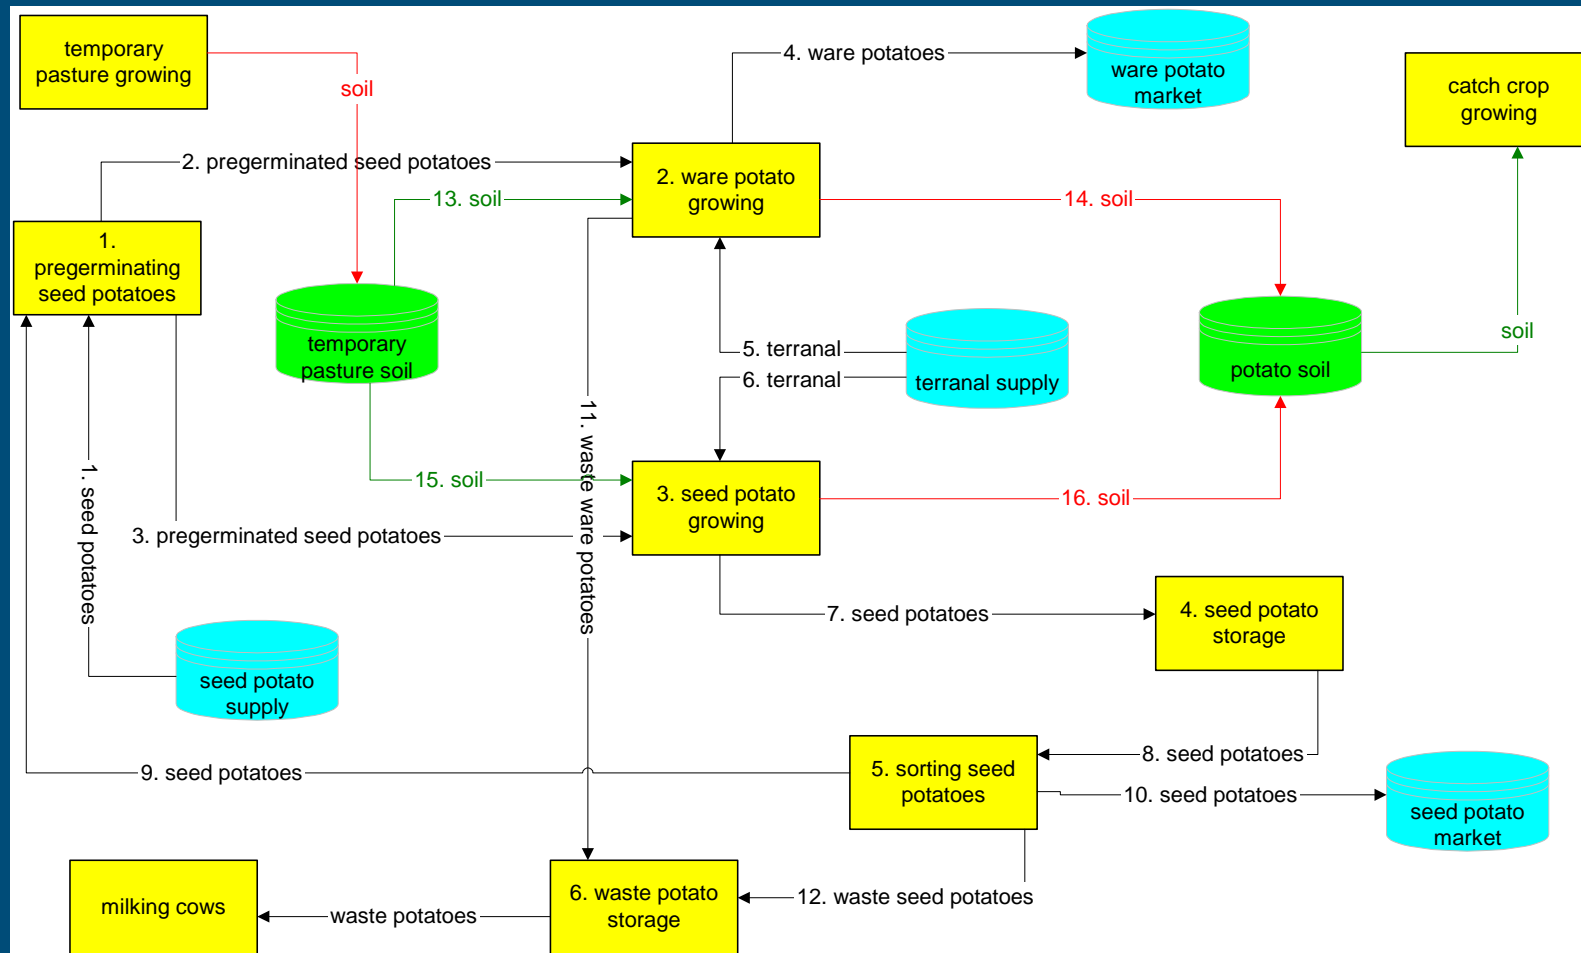 temporary
pasture growing
4. ware potatoes
ware potato
market
catch crop
growing
soil
2. pregerminated seed potatoes
2. ware potato
growing
13. soil
14. soil
1.
pregerminating
seed potatoes
temporary
pasture soil
5. terranal
6. terranal
terranal supply
potato soil
soil
11. waste ware potatoes
1. seed potatoes
15. soil
3. seed potato
growing
16. soil
3. pregerminated seed potatoes
7. seed potatoes
4. seed potato
storage
seed potato
supply
8. seed potatoes
9. seed potatoes
5. sorting seed
potatoes
10. seed potatoes
seed potato
market
milking cows
waste potatoes
6. waste potato
storage
12. waste seed potatoes